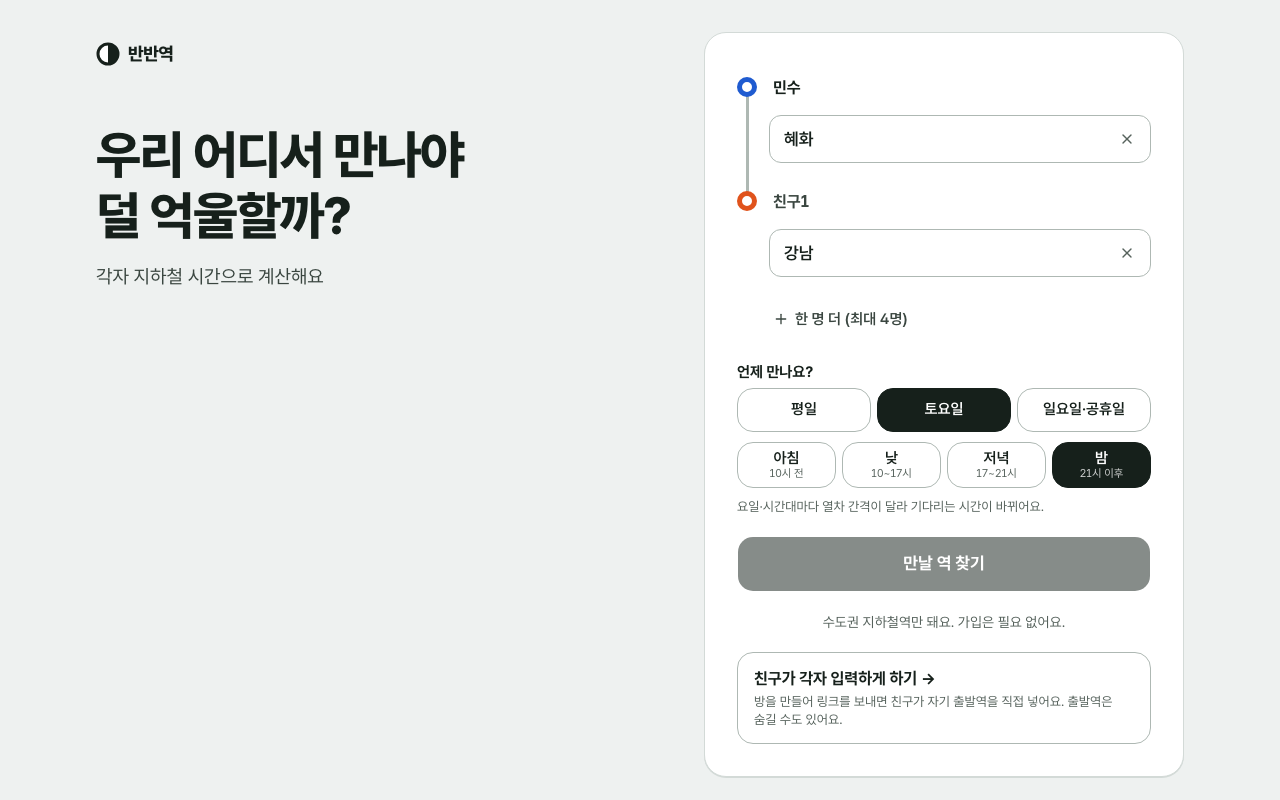 반반역
우리 어디서 만나야
덜 억울할까?
각자 지하철 시간으로 계산해요
민수
혜화
친구1
강남
한 명 더 (최대 4명)
언제 만나요?
평일 토요일 일요일·공휴일
아침 낮 저녁 밤
10시 전 10~17시 17~21시 21시 이후
요일·시간대마다 열차 간격이 달라 기다리는 시간이 바뀌어요.
만날 역 찾기
수도권 지하철역만 돼요. 가입은 필요 없어요.
친구가 각자 입력하게 하기 →
방을 만들어 링크를 보내면 친구가 자기 출발역을 직접 넣어요. 출발역은
숨길 수도 있어요.